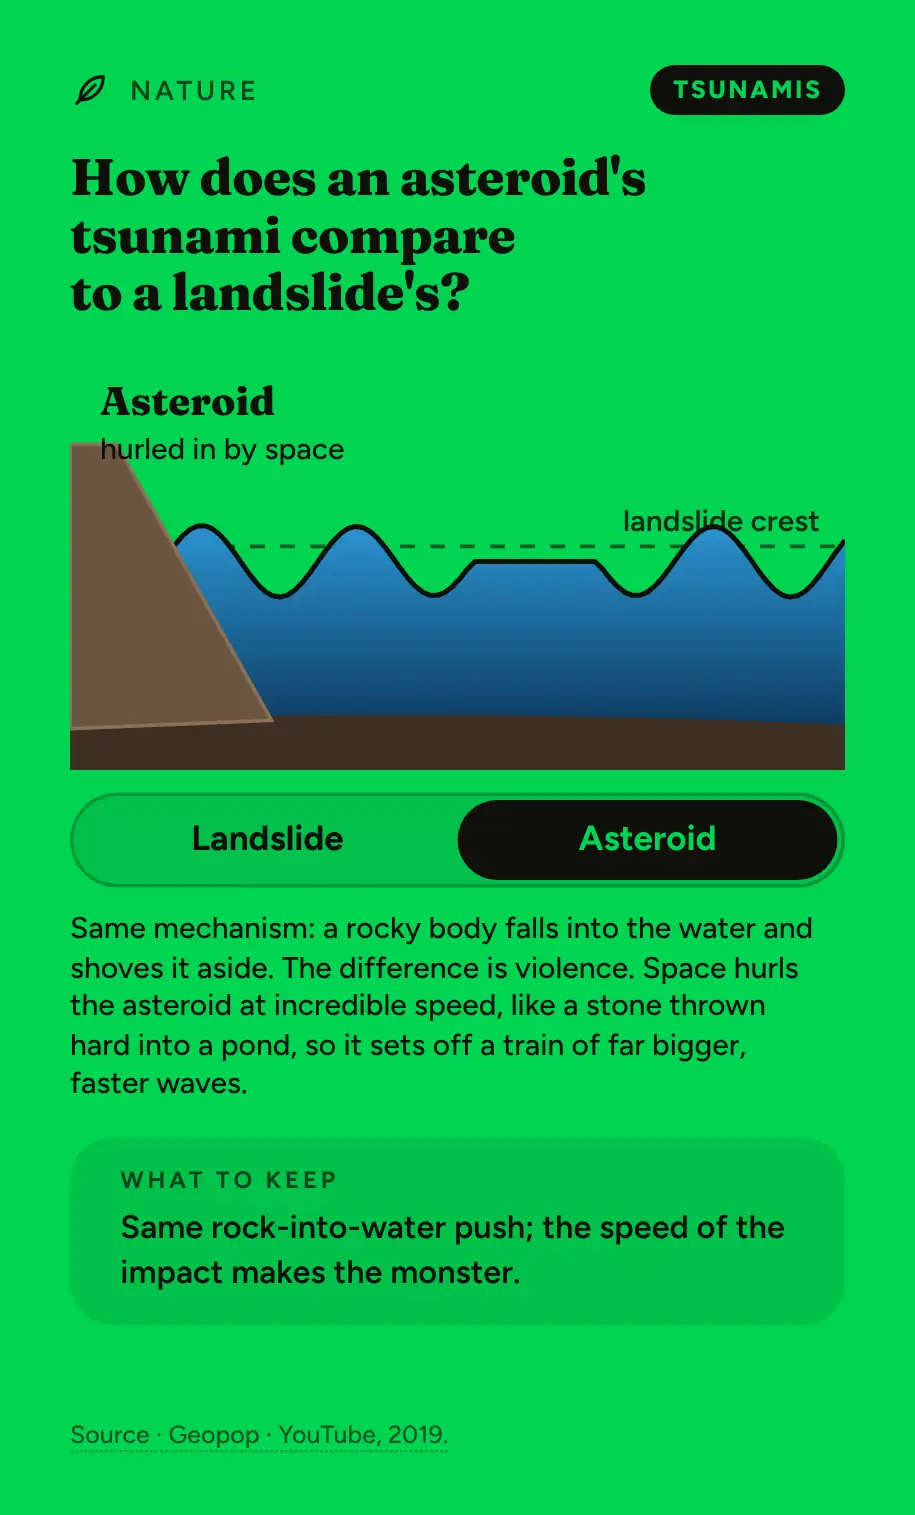 NATURE
TSUNAMIS
How does an asteroid's
tsunami compare
to a landslide's?
Asteroid
hurled in by space
landslide crest
Landslide
Asteroid
Same mechanism: a rocky body falls into the water and
shoves it aside. The difference is violence. Space hurls
the asteroid at incredible speed, like a stone thrown
hard into a pond, so it sets off a train of far bigger,
faster waves.
WHAT TO KEEP
Same rock-into-water push; the speed of the
impact makes the monster.
Source · Geopop · YouTube, 2019.